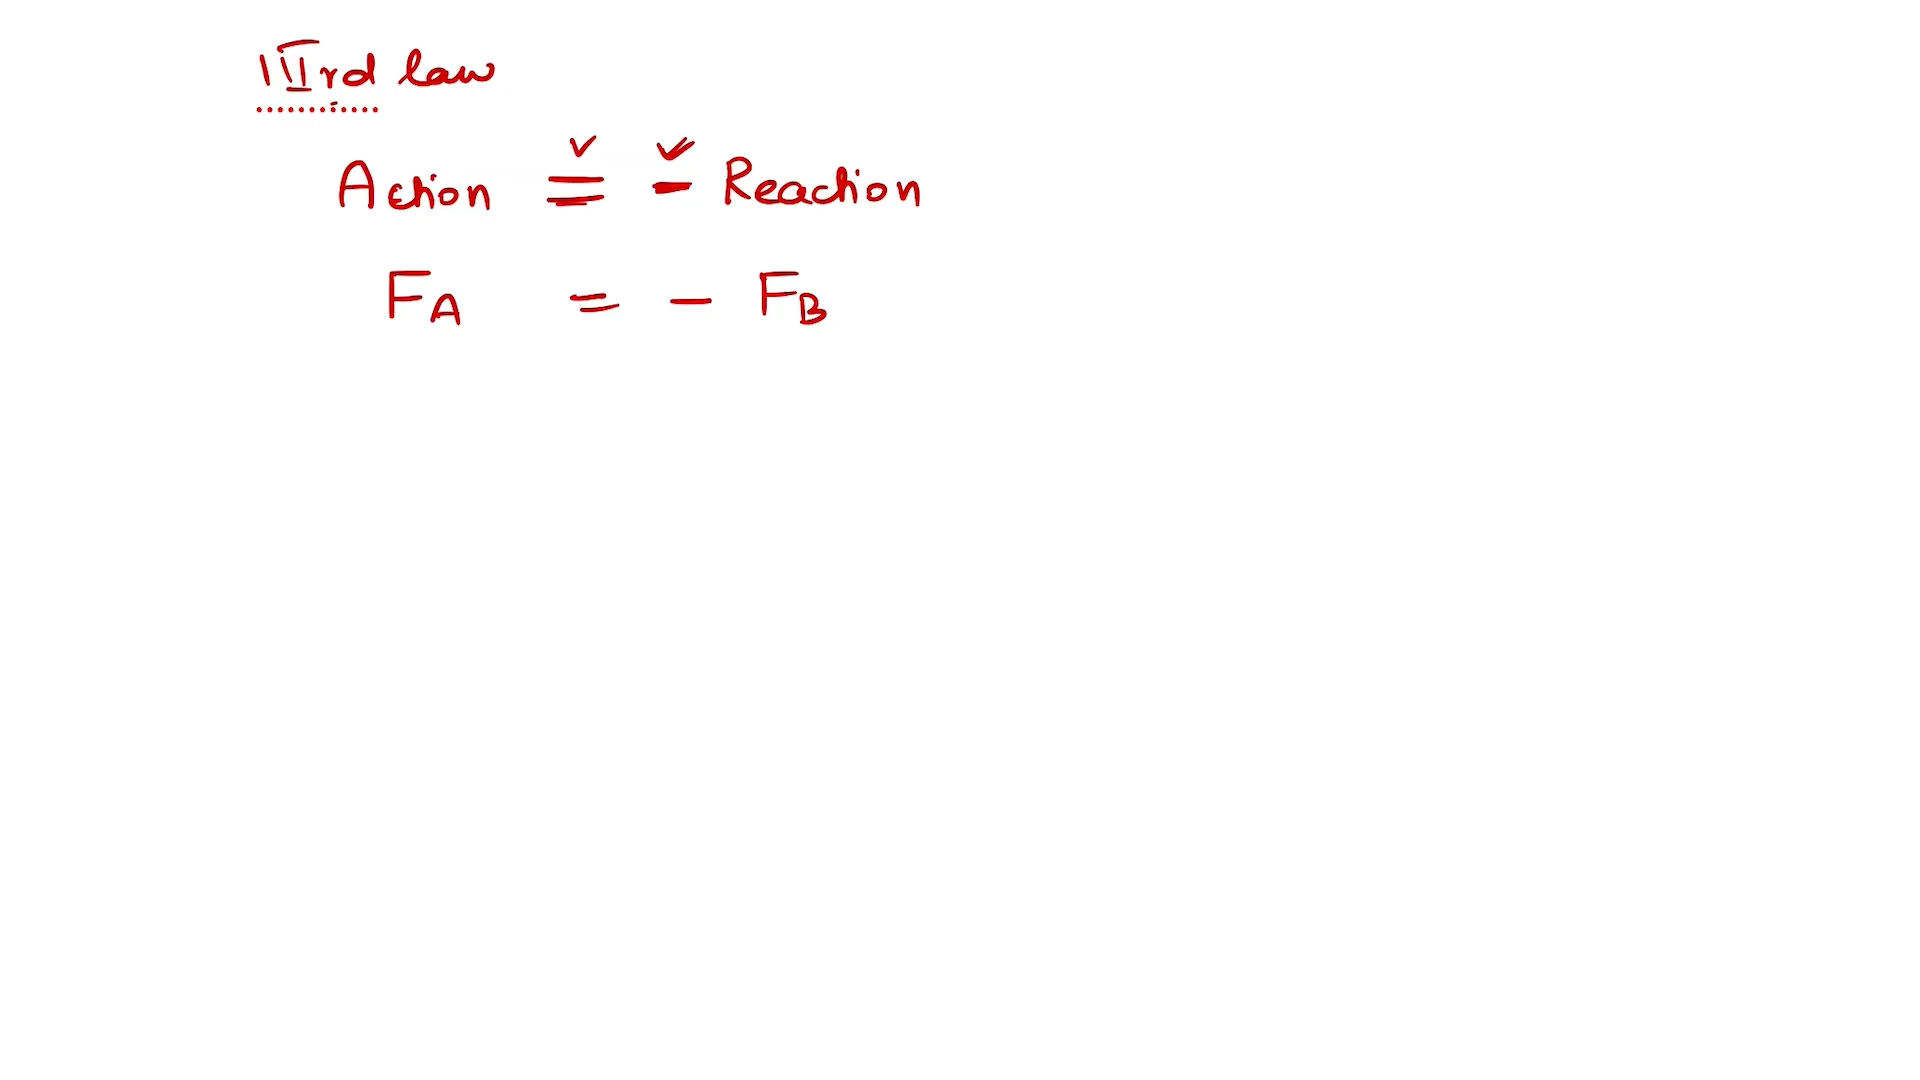 IIIrd law
Action = - Reaction
FA = - FB